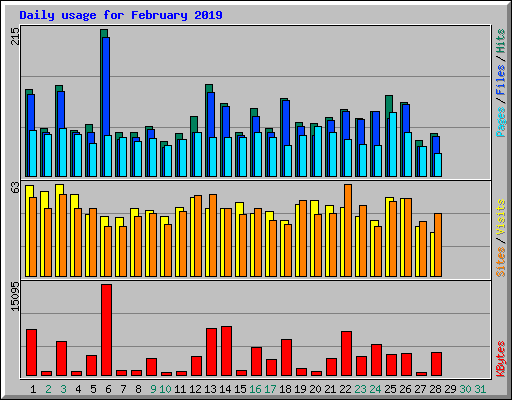 Daily usage for February 2019
215
Pages / Files / Hits
63
Sites / Visits
15095
KBytes
1 2 3 4 5 6 7 8 9 10 11 12 13 14 15 16 17 18 19 20 21 22 23 24 25 26 27 28 29 30 31